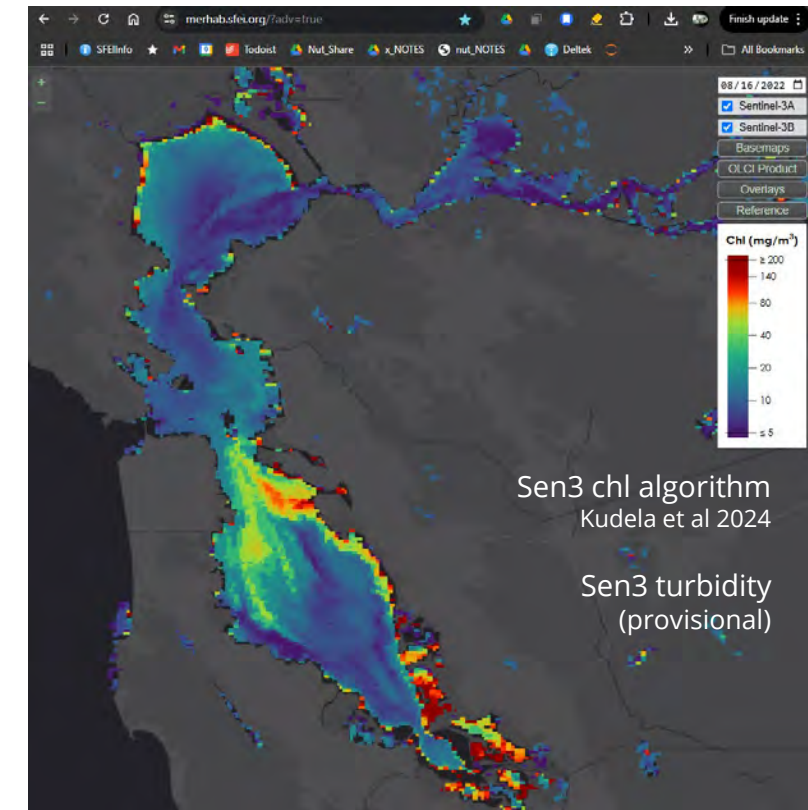 merhab.sfei.org/?adv=true
Finish update
SFEIinfo
Todoist
Nut_Share
x_NOTES
nut_NOTES
Deltek
»
All Bookmarks
+
−
08/16/2022
Sentinel-3A
Sentinel-3B
Basemaps
OLCI Product
Overlays
Reference
Chl (mg/m³)
≥ 200
140
80
40
20
10
≤ 5
Sen3 chl algorithm
Kudela et al 2024
Sen3 turbidity
(provisional)